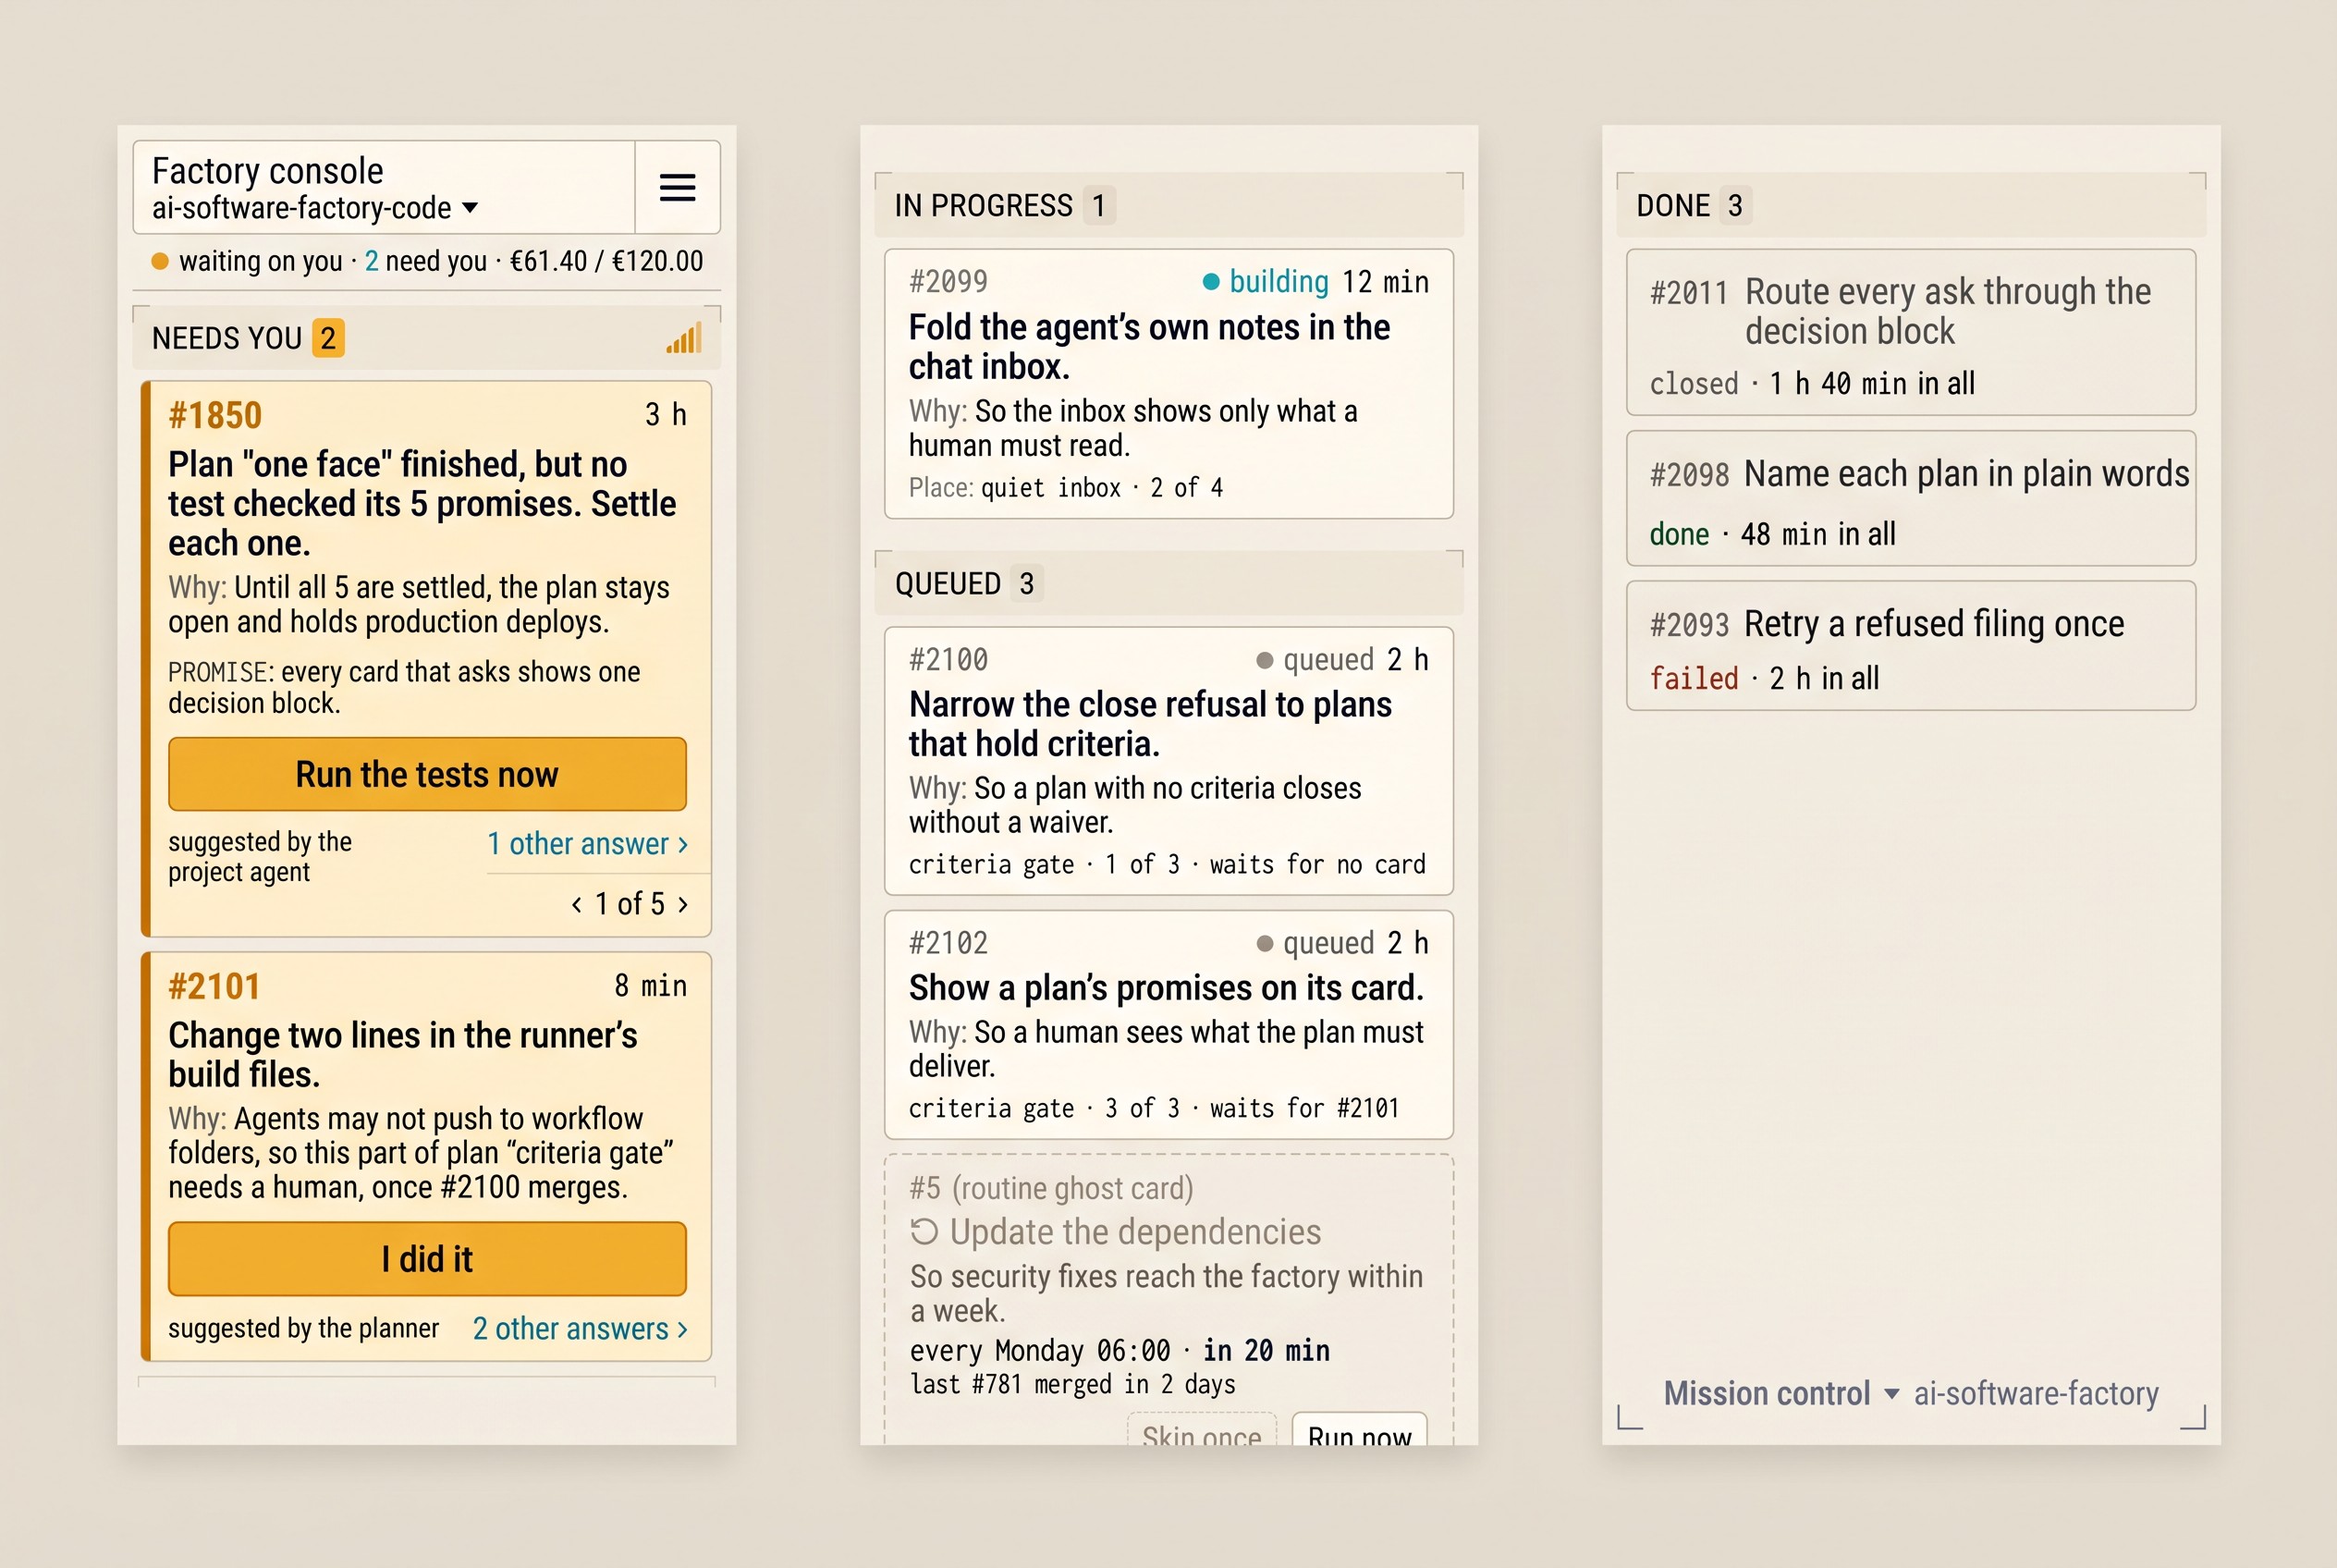 Factory console
ai-software-factory-code
waiting on you · 2 need you · €61.40 / €120.00
NEEDS YOU 2
#1850 3 h
Plan "one face" finished, but no
test checked its 5 promises. Settle
each one.
Why: Until all 5 are settled, the plan stays
open and holds production deploys.
PROMISE: every card that asks shows one
decision block.
Run the tests now
suggested by the
project agent
1 other answer ›
‹ 1 of 5 ›
#2101 8 min
Change two lines in the runner’s
build files.
Why: Agents may not push to workflow
folders, so this part of plan “criteria gate”
needs a human, once #2100 merges.
I did it
suggested by the planner 2 other answers ›
IN PROGRESS 1
#2099 building 12 min
Fold the agent’s own notes in the
chat inbox.
Why: So the inbox shows only what a
human must read.
Place: quiet inbox · 2 of 4
QUEUED 3
#2100 queued 2 h
Narrow the close refusal to plans
that hold criteria.
Why: So a plan with no criteria closes
without a waiver.
criteria gate · 1 of 3 · waits for no card
#2102 queued 2 h
Show a plan’s promises on its card.
Why: So a human sees what the plan must
deliver.
criteria gate · 3 of 3 · waits for #2101
#5 (routine ghost card)
Update the dependencies
So security fixes reach the factory within
a week.
every Monday 06:00 · in 20 min
last #781 merged in 2 days
Skip once Run now
DONE 3
#2011 Route every ask through the
decision block
closed · 1 h 40 min in all
#2098 Name each plan in plain words
done · 48 min in all
#2093 Retry a refused filing once
failed · 2 h in all
Mission control ai-software-factory